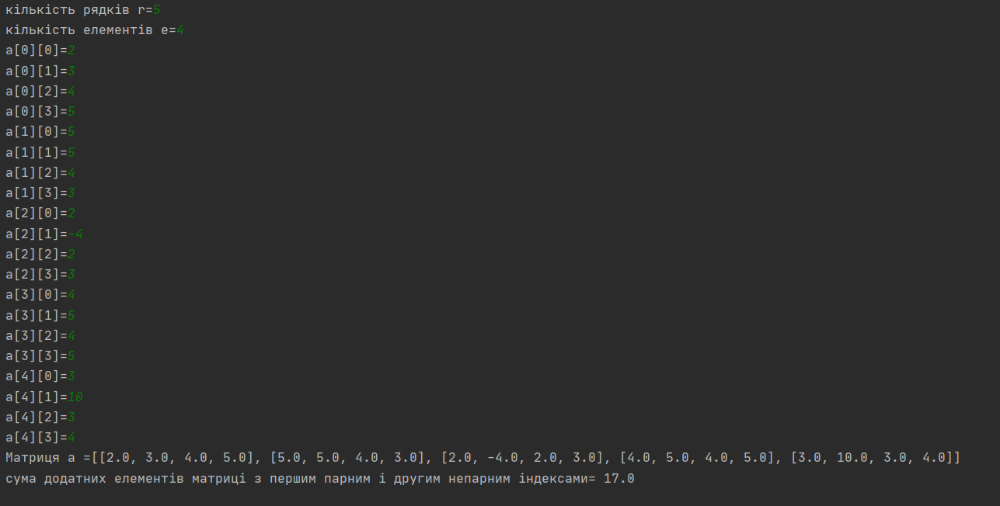 кількість рядків r=5
кількість елементів e=4
a[0][0]=2
a[0][1]=3
a[0][2]=4
a[0][3]=5
a[1][0]=5
a[1][1]=5
a[1][2]=4
a[1][3]=3
a[2][0]=2
a[2][1]=-4
a[2][2]=2
a[2][3]=3
a[3][0]=4
a[3][1]=5
a[3][2]=4
a[3][3]=5
a[4][0]=3
a[4][1]=10
a[4][2]=3
a[4][3]=4
Матриця a =[[2.0, 3.0, 4.0, 5.0], [5.0, 5.0, 4.0, 3.0], [2.0, -4.0, 2.0, 3.0], [4.0, 5.0, 4.0, 5.0], [3.0, 10.0, 3.0, 4.0]]
сума додатних елементів матриці з першим парним і другим непарним індексами= 17.0